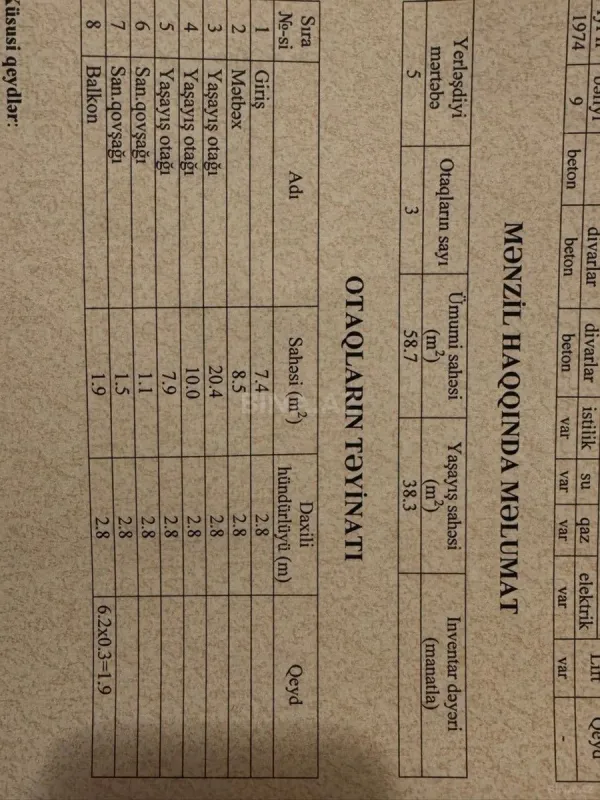 1974 9 beton beton beton var var var var var -
divarlar divarlar istilik su qaz elektrik Lift Qeyd
MƏNZİL HAQQINDA MƏLUMAT
Yerləşdiyi mərtəbə Otaqların sayı Ümumi sahəsi (m²) Yaşayış sahəsi (m²) Inventar dəyəri (manatla)
5 3 58.7 38.3
OTAQLARIN TƏYİNATI
Sıra №-si Adı Sahəsi (m²) Daxili hündürlüyü (m) Qeyd
1 Giriş 7.4 2.8
2 Mətbəx 8.5 2.8
3 Yaşayış otağı 20.4 2.8
4 Yaşayış otağı 10.0 2.8
5 Yaşayış otağı 7.9 2.8
6 San.qovşağı 1.1 2.8
7 San.qovşağı 1.5 2.8
8 Balkon 1.9 2.8 6.2x0.3=1.9
Xüsusi qeydlər: